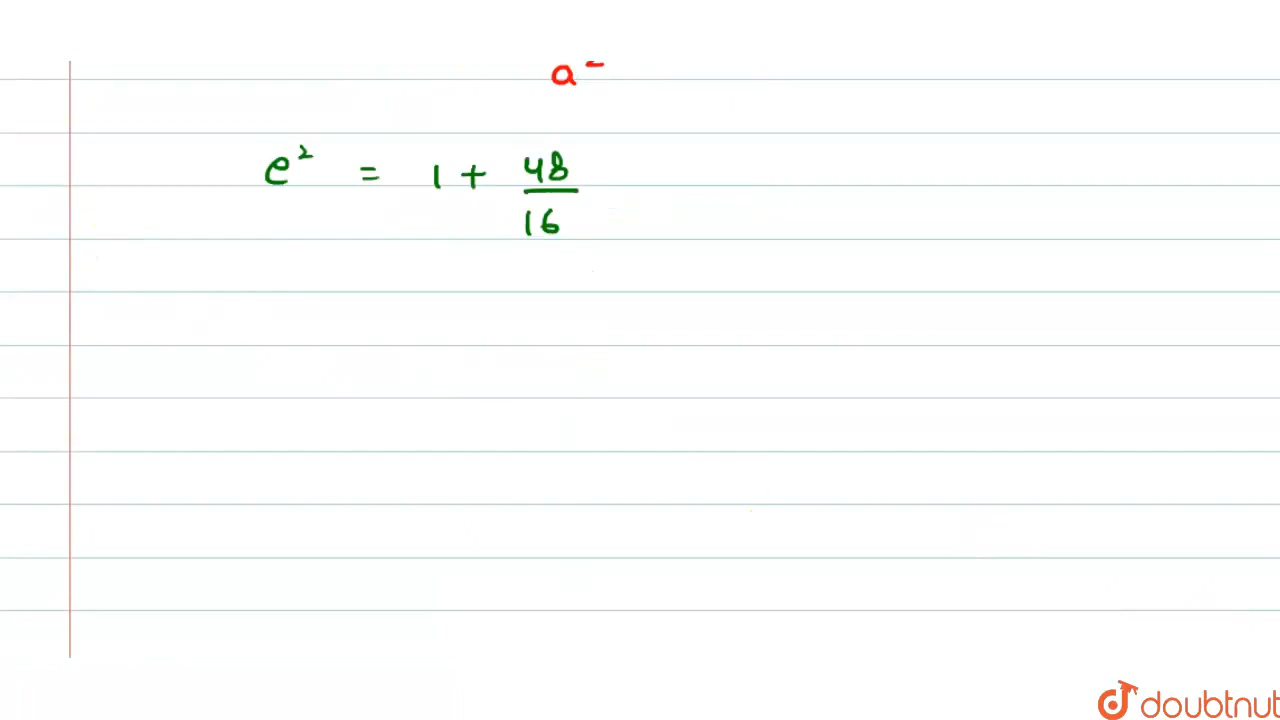 a⁻
e² = 1 + 48/16
doubtnut